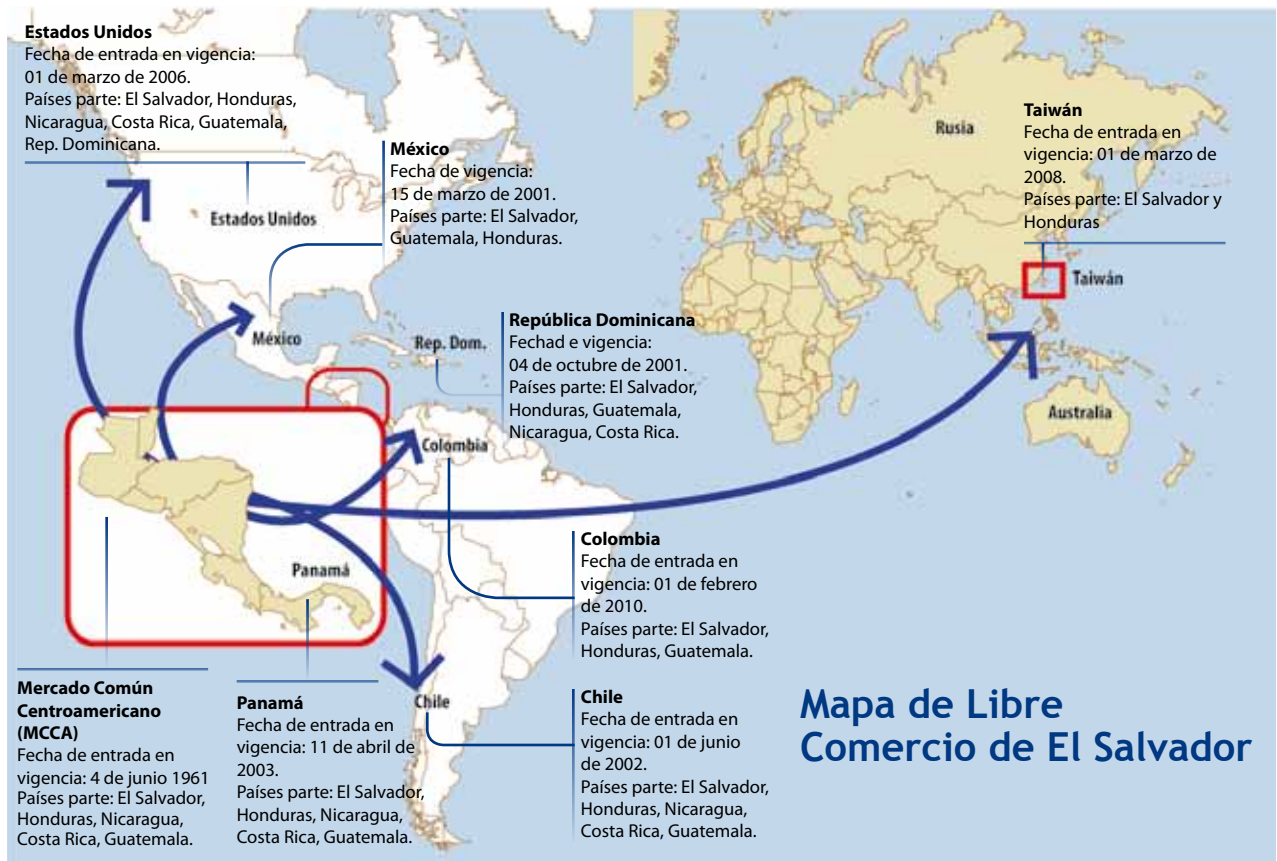 Estados Unidos
Fecha de entrada en vigencia:
01 de marzo de 2006.
Países parte: El Salvador, Honduras,
Nicaragua, Costa Rica, Guatemala,
Rep. Dominicana.
Estados Unidos
México
Fecha de vigencia:
15 de marzo de 2001.
Países parte: El Salvador,
Guatemala, Honduras.
México
Rep. Dom.
República Dominicana
Fechad e vigencia:
04 de octubre de 2001.
Países parte: El Salvador,
Honduras, Guatemala,
Nicaragua, Costa Rica.
Rusia
Taiwán
Fecha de entrada en
vigencia: 01 de marzo de
2008.
Países parte: El Salvador y
Honduras
Taiwán
Australia
Colombia
Colombia
Fecha de entrada en
vigencia: 01 de febrero
de 2010.
Países parte: El Salvador,
Honduras, Guatemala.
Panamá
Mercado Común
Centroamericano
(MCCA)
Fecha de entrada en
vigencia: 4 de junio 1961
Países parte: El Salvador,
Honduras, Nicaragua,
Costa Rica, Guatemala.
Panamá
Fecha de entrada en
vigencia: 11 de abril de
2003.
Países parte: El Salvador,
Honduras, Nicaragua,
Costa Rica, Guatemala.
Chile
Chile
Fecha de entrada en
vigencia: 01 de junio
de 2002.
Países parte: El Salvador,
Honduras, Nicaragua,
Costa Rica, Guatemala.
Mapa de Libre
Comercio de El Salvador